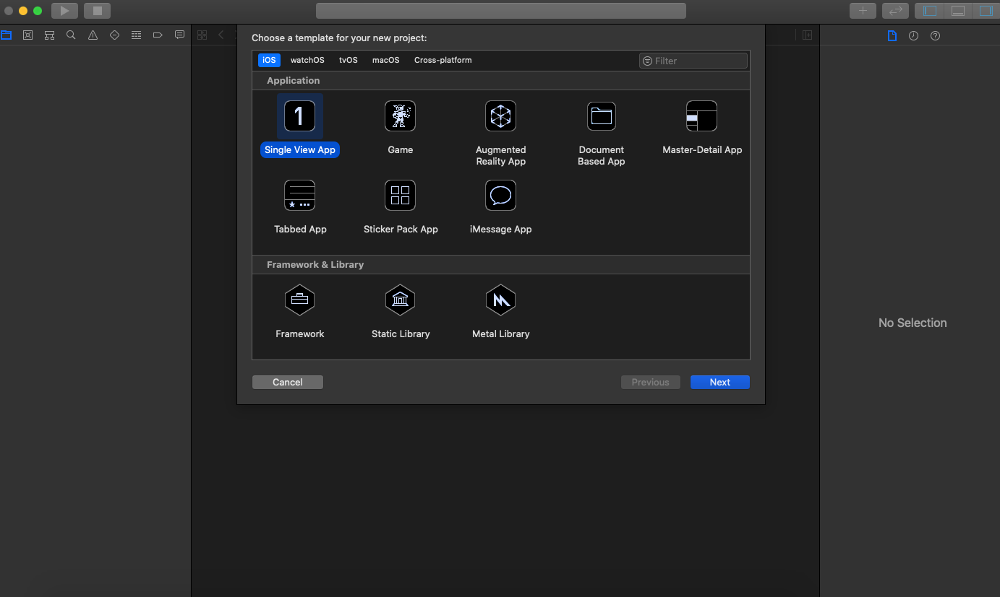 Choose a template for your new project:
iOS watchOS tvOS macOS Cross-platform Filter
Application
1
Single View App Game Augmented Reality App Document Based App Master-Detail App
Tabbed App Sticker Pack App iMessage App
Framework & Library
Framework Static Library Metal Library
No Selection
Cancel Previous Next